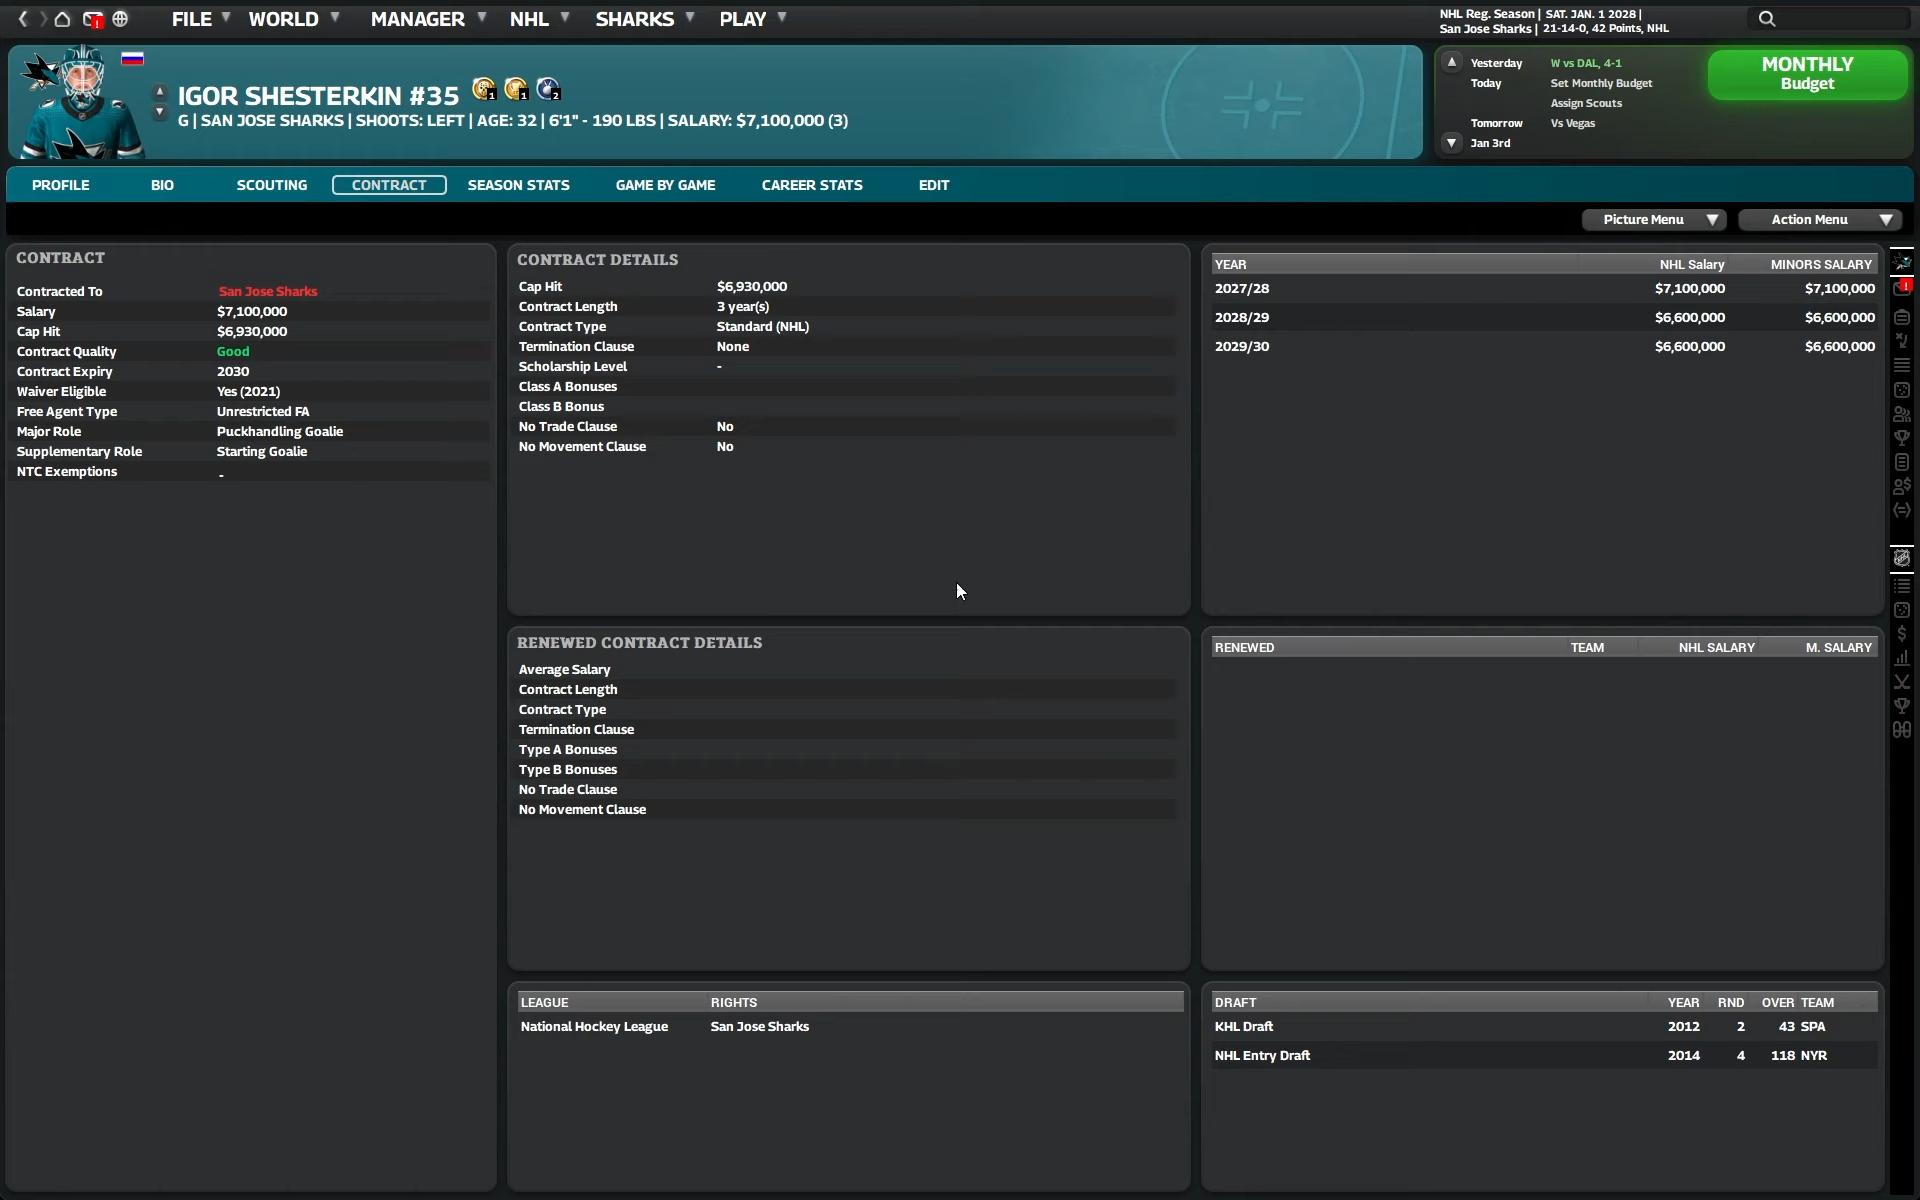 FILE WORLD MANAGER NHL SHARKS PLAY
NHL Reg. Season | SAT. JAN. 1 2028 |
San Jose Sharks | 21-14-0, 42 Points, NHL
IGOR SHESTERKIN #35
1 1 2
G | SAN JOSE SHARKS | SHOOTS: LEFT | AGE: 32 | 6'1" - 190 LBS | SALARY: $7,100,000 (3)
Yesterday W vs DAL, 4-1
Today Set Monthly Budget
Assign Scouts
Tomorrow Vs Vegas
Jan 3rd
MONTHLY
Budget
PROFILE BIO SCOUTING CONTRACT SEASON STATS GAME BY GAME CAREER STATS EDIT
Picture Menu Action Menu
CONTRACT
Contracted To San Jose Sharks
Salary $7,100,000
Cap Hit $6,930,000
Contract Quality Good
Contract Expiry 2030
Waiver Eligible Yes (2021)
Free Agent Type Unrestricted FA
Major Role Puckhandling Goalie
Supplementary Role Starting Goalie
NTC Exemptions -
CONTRACT DETAILS
Cap Hit $6,930,000
Contract Length 3 year(s)
Contract Type Standard (NHL)
Termination Clause None
Scholarship Level -
Class A Bonuses
Class B Bonus
No Trade Clause No
No Movement Clause No
YEAR NHL Salary MINORS SALARY
2027/28 $7,100,000 $7,100,000
2028/29 $6,600,000 $6,600,000
2029/30 $6,600,000 $6,600,000
RENEWED CONTRACT DETAILS
Average Salary
Contract Length
Contract Type
Termination Clause
Type A Bonuses
Type B Bonuses
No Trade Clause
No Movement Clause
RENEWED TEAM NHL SALARY M. SALARY
LEAGUE RIGHTS
National Hockey League San Jose Sharks
DRAFT YEAR RND OVER TEAM
KHL Draft 2012 2 43 SPA
NHL Entry Draft 2014 4 118 NYR